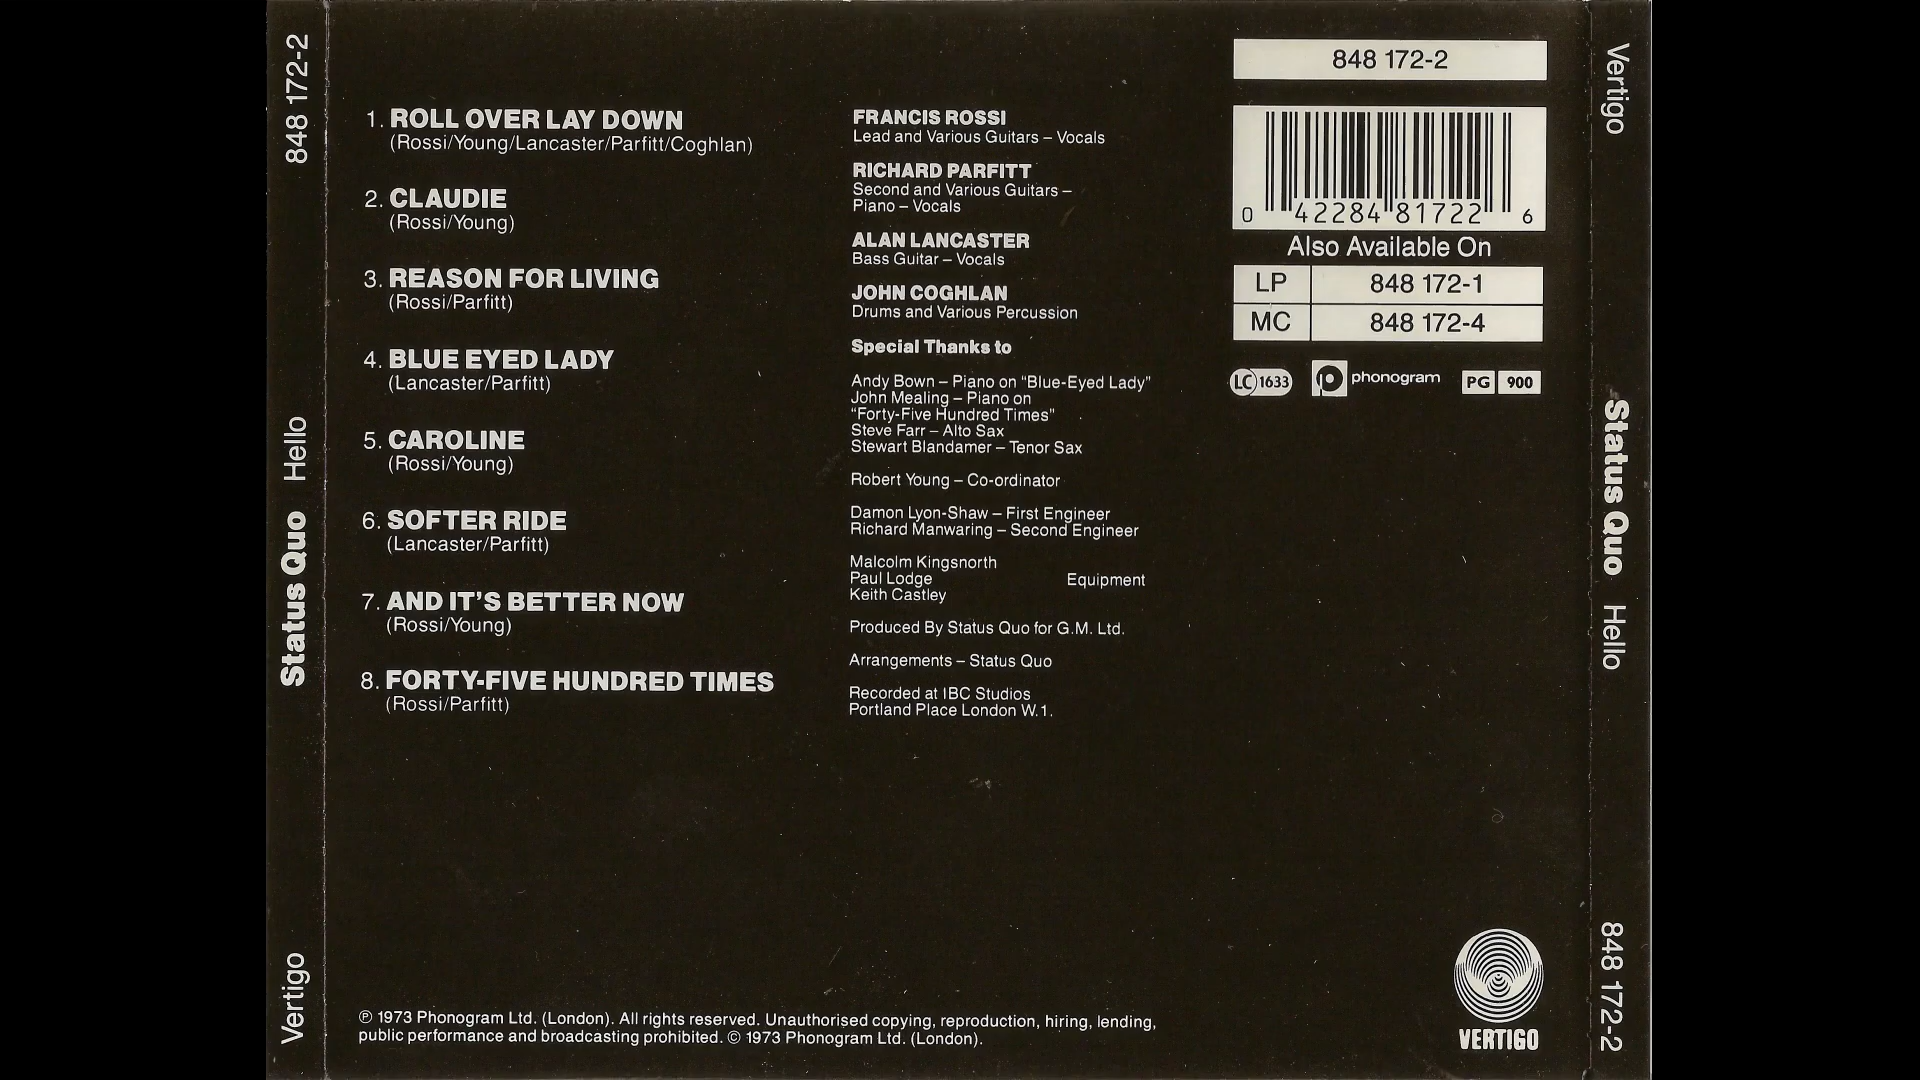 848 172-2
Hello
Status Quo
Vertigo
1. ROLL OVER LAY DOWN
(Rossi/Young/Lancaster/Parfitt/Coghlan)
2. CLAUDIE
(Rossi/Young)
3. REASON FOR LIVING
(Rossi/Parfitt)
4. BLUE EYED LADY
(Lancaster/Parfitt)
5. CAROLINE
(Rossi/Young)
6. SOFTER RIDE
(Lancaster/Parfitt)
7. AND IT'S BETTER NOW
(Rossi/Young)
8. FORTY-FIVE HUNDRED TIMES
(Rossi/Parfitt)
FRANCIS ROSSI
Lead and Various Guitars – Vocals
RICHARD PARFITT
Second and Various Guitars –
Piano – Vocals
ALAN LANCASTER
Bass Guitar – Vocals
JOHN COGHLAN
Drums and Various Percussion
Special Thanks to
Andy Bown – Piano on "Blue-Eyed Lady"
John Mealing – Piano on
"Forty-Five Hundred Times"
Steve Farr – Alto Sax
Stewart Blandamer – Tenor Sax
Robert Young – Co-ordinator
Damon Lyon-Shaw – First Engineer
Richard Manwaring – Second Engineer
Malcolm Kingsnorth
Paul Lodge Equipment
Keith Castley
Produced By Status Quo for G.M. Ltd.
Arrangements – Status Quo
Recorded at IBC Studios
Portland Place London W.1.
848 172-2
0 42284 81722 6
Also Available On
LP 848 172-1
MC 848 172-4
LC 1633 phonogram PG 900
℗ 1973 Phonogram Ltd. (London). All rights reserved. Unauthorised copying, reproduction, hiring, lending,
public performance and broadcasting prohibited. © 1973 Phonogram Ltd. (London).
VERTIGO
Vertigo
Status Quo
Hello
848 172-2